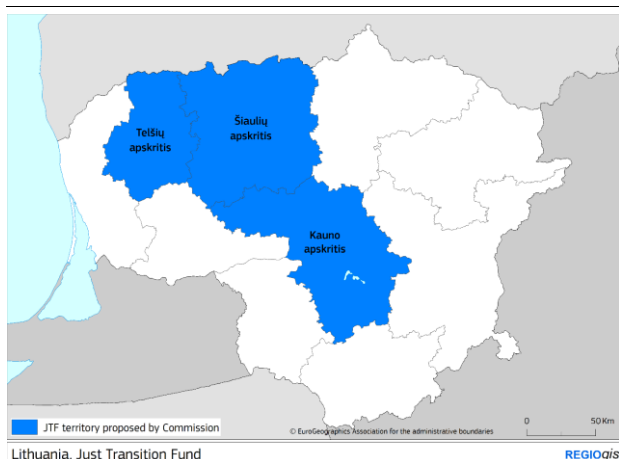 Telšių
apskritis
Šiaulių
apskritis
Kauno
apskritis
JTF territory proposed by Commission
© EuroGeographics Association for the administrative boundaries
0 50 Km
Lithuania, Just Transition Fund
REGIOgis